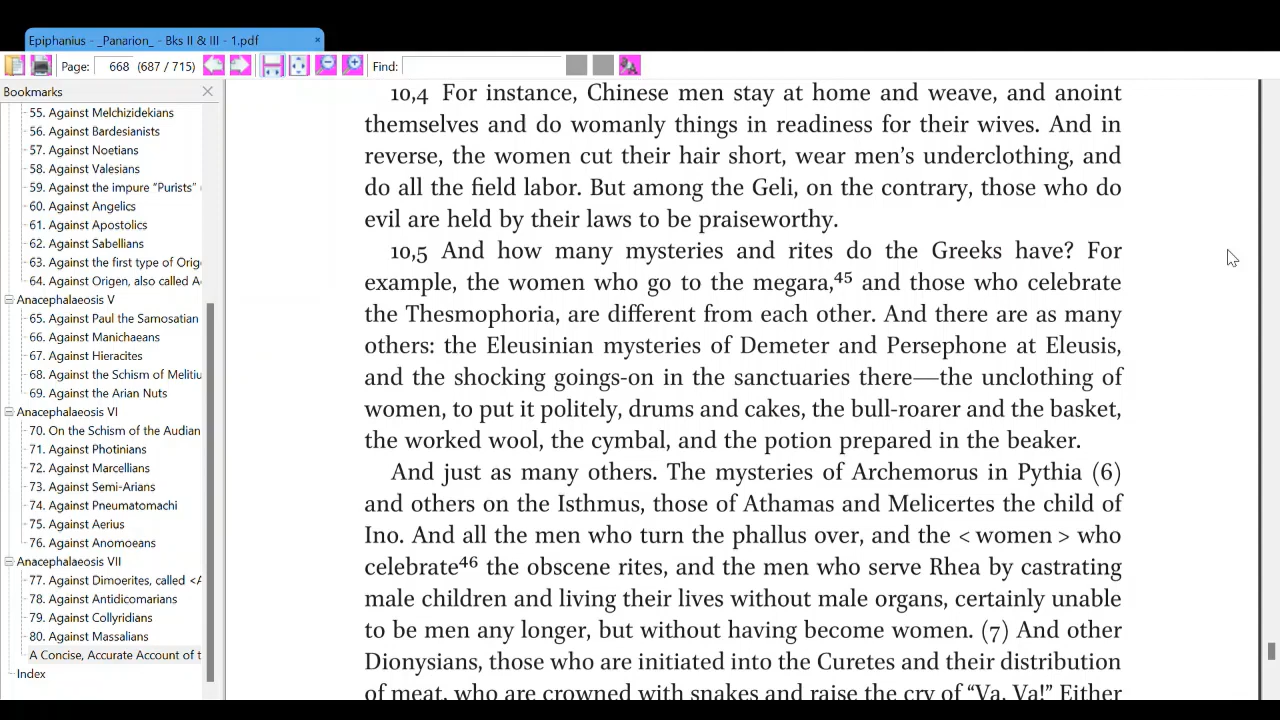 Epiphanius - _Panarion_ - Bks II & III - 1.pdf ×
Page: 668 (687 / 715) Find:
Bookmarks
55. Against Melchizidekians
56. Against Bardesianists
57. Against Noetians
58. Against Valesians
59. Against the impure “Purists”
60. Against Angelics
61. Against Apostolics
62. Against Sabellians
63. Against the first type of Orig
64. Against Origen, also called A
Anacephalaeosis V
65. Against Paul the Samosatian
66. Against Manichaeans
67. Against Hieracites
68. Against the Schism of Melitiu
69. Against the Arian Nuts
Anacephalaeosis VI
70. On the Schism of the Audian
71. Against Photinians
72. Against Marcellians
73. Against Semi-Arians
74. Against Pneumatomachi
75. Against Aerius
76. Against Anomoeans
Anacephalaeosis VII
77. Against Dimoerites, called <A
78. Against Antidicomarians
79. Against Collyridians
80. Against Massalians
A Concise, Accurate Account of t
Index
10,4 For instance, Chinese men stay at home and weave, and anoint
themselves and do womanly things in readiness for their wives. And in
reverse, the women cut their hair short, wear men’s underclothing, and
do all the field labor. But among the Geli, on the contrary, those who do
evil are held by their laws to be praiseworthy.
10,5 And how many mysteries and rites do the Greeks have? For
example, the women who go to the megara,45 and those who celebrate
the Thesmophoria, are different from each other. And there are as many
others: the Eleusinian mysteries of Demeter and Persephone at Eleusis,
and the shocking goings-on in the sanctuaries there—the unclothing of
women, to put it politely, drums and cakes, the bull-roarer and the basket,
the worked wool, the cymbal, and the potion prepared in the beaker.
And just as many others. The mysteries of Archemorus in Pythia (6)
and others on the Isthmus, those of Athamas and Melicertes the child of
Ino. And all the men who turn the phallus over, and the < women > who
celebrate46 the obscene rites, and the men who serve Rhea by castrating
male children and living their lives without male organs, certainly unable
to be men any longer, but without having become women. (7) And other
Dionysians, those who are initiated into the Curetes and their distribution
of meat, who are crowned with snakes and raise the cry of “Va, Va!” Either